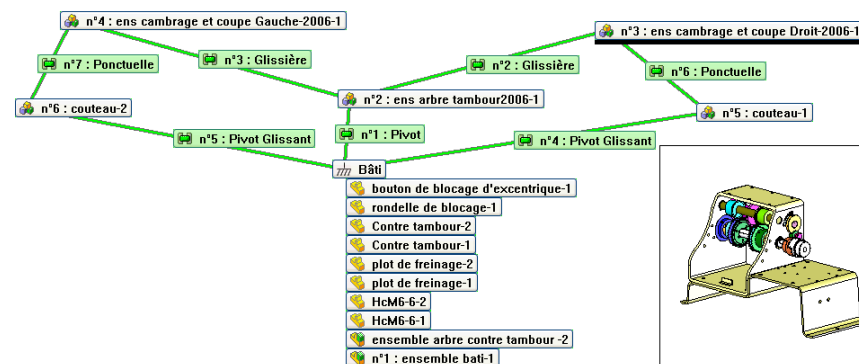 n°4 : ens cambrage et coupe Gauche-2006-1
n°3 : ens cambrage et coupe Droit-2006-1
n°7 : Ponctuelle
n°3 : Glissière
n°2 : Glissière
n°6 : Ponctuelle
n°6 : couteau-2
n°2 : ens arbre tambour2006-1
n°5 : couteau-1
n°5 : Pivot Glissant
n°1 : Pivot
n°4 : Pivot Glissant
Bâti
bouton de blocage d'excentrique-1
rondelle de blocage-1
Contre tambour-2
Contre tambour-1
plot de freinage-2
plot de freinage-1
HcM6-6-2
HcM6-6-1
ensemble arbre contre tambour -2
n°1 : ensemble bati-1